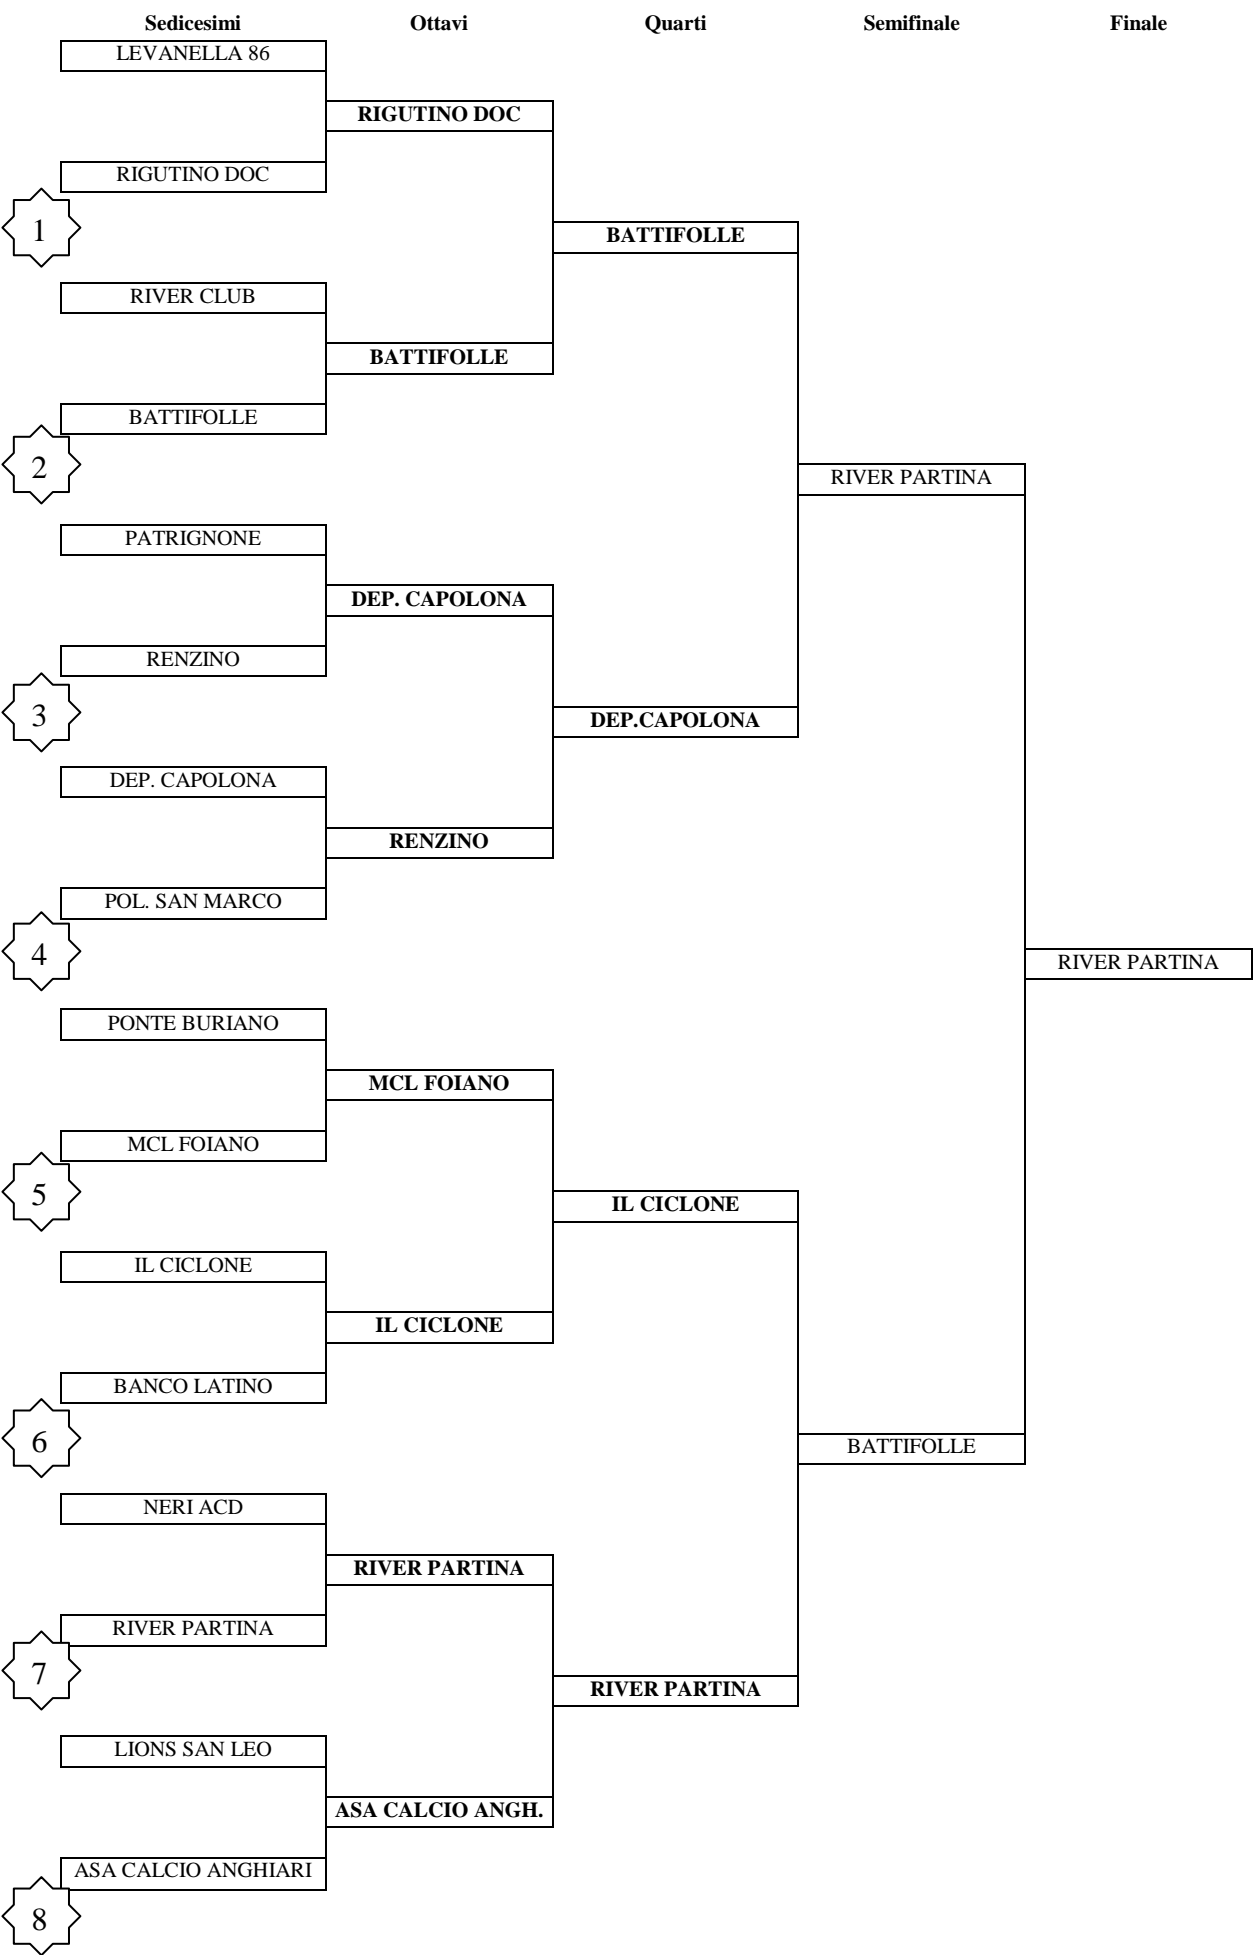 Sedicesimi Ottavi Quarti Semifinale Finale
LEVANELLA 86
RIGUTINO DOC
RIGUTINO DOC
1
BATTIFOLLE
RIVER CLUB
BATTIFOLLE
BATTIFOLLE
2
RIVER PARTINA
PATRIGNONE
DEP. CAPOLONA
RENZINO
3
DEP.CAPOLONA
DEP. CAPOLONA
RENZINO
POL. SAN MARCO
4
RIVER PARTINA
PONTE BURIANO
MCL FOIANO
MCL FOIANO
5
IL CICLONE
IL CICLONE
IL CICLONE
BANCO LATINO
6
BATTIFOLLE
NERI ACD
RIVER PARTINA
RIVER PARTINA
7
RIVER PARTINA
LIONS SAN LEO
ASA CALCIO ANGH.
ASA CALCIO ANGHIARI
8